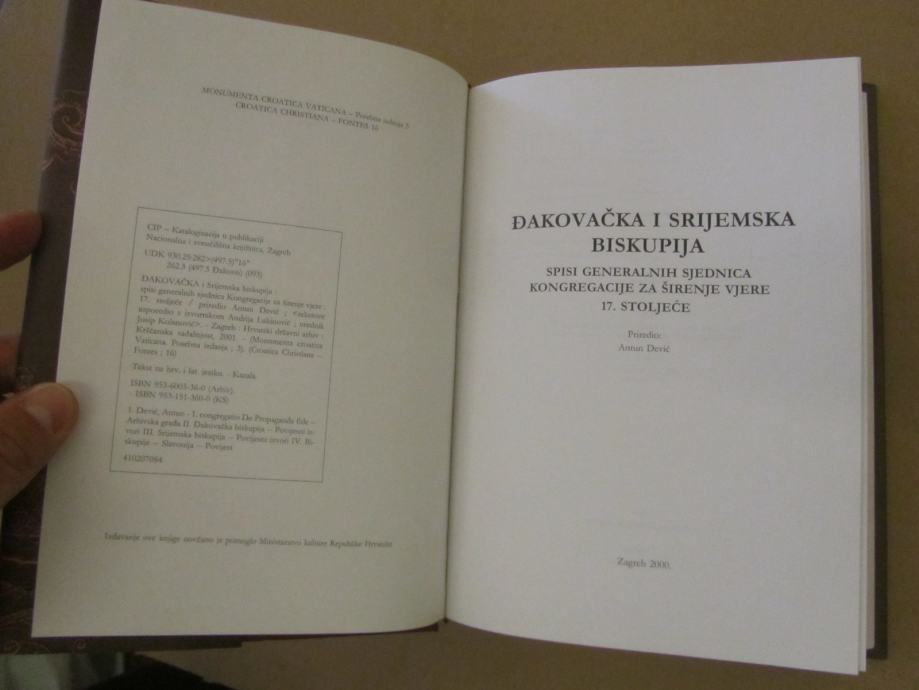 MONUMENTA CROATICA VATICANA – Posebna izdanja 3
CROATICA CHRISTIANA – FONTES 16
CIP – Katalogizacija u publikaciji
Nacionalna i sveučilišna knjižnica, Zagreb
UDK 930.25:262>(497.5)"16"
262.3 (497.5 Đakovo) (093)
ĐAKOVAČKA i Srijemska biskupija :
spisi generalnih sjednica Kongregacije za širenje vjere :
17. stoljeće / priredio Antun Dević ; <tekstove
usporedio s izvornikom Andrija Lukinović ; urednik
Josip Kolanović>. - Zagreb : Hrvatski državni arhiv :
Kršćanska sadašnjost, 2001. - (Monumenta croatica
Vaticana. Posebna izdanja ; 3). (Croatica Christiana –
Fontes ; 16)
Tekst na hrv. i lat. jeziku. - Kazala.
ISBN 953-6005-36-0 (Arhiv).
ISBN 953-151-360-0 (KS)
1. Dević, Antun - I. congregatio De Propaganda fide –
Arhivska građa II. Đakovačka biskupija – Povijesni iz-
vori III. Srijemska biskupija – Povijesni izvori IV. Bi-
skupije – Slavonija – Povijest
410207064
Izdavanje ove knjige novčano je pomoglo Ministarstvo kulture Republike Hrvatske
ĐAKOVAČKA I SRIJEMSKA
BISKUPIJA
SPISI GENERALNIH SJEDNICA
KONGREGACIJE ZA ŠIRENJE VJERE
17. STOLJEĆE
Priredio:
Antun Dević
Zagreb 2000.